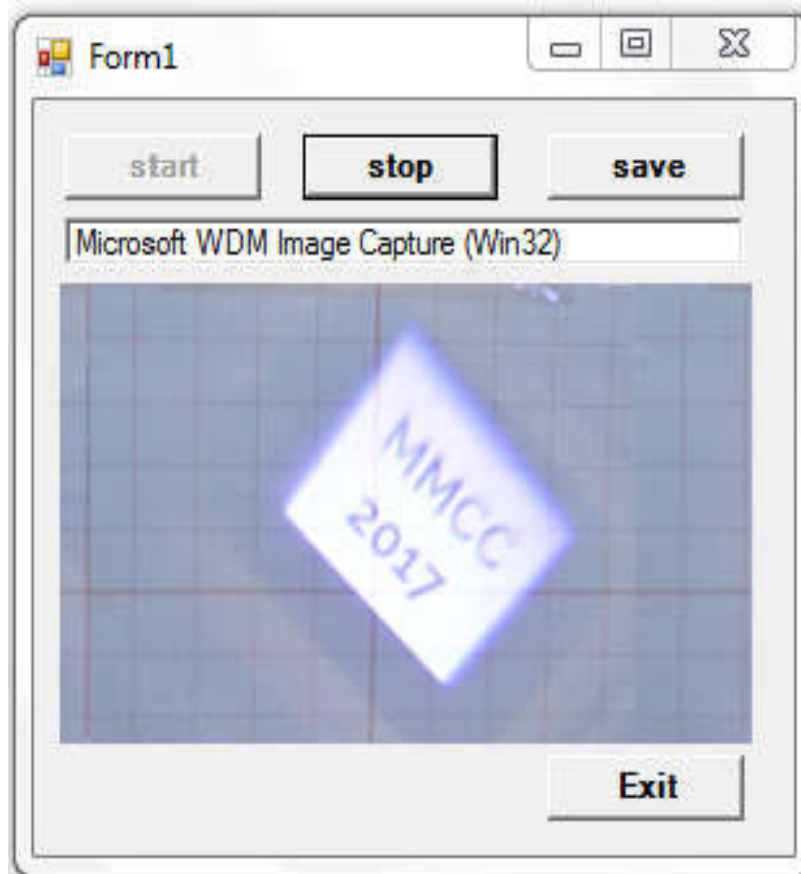 Form1
start stop save
Microsoft WDM Image Capture (Win32)
MMCC
2017
Exit